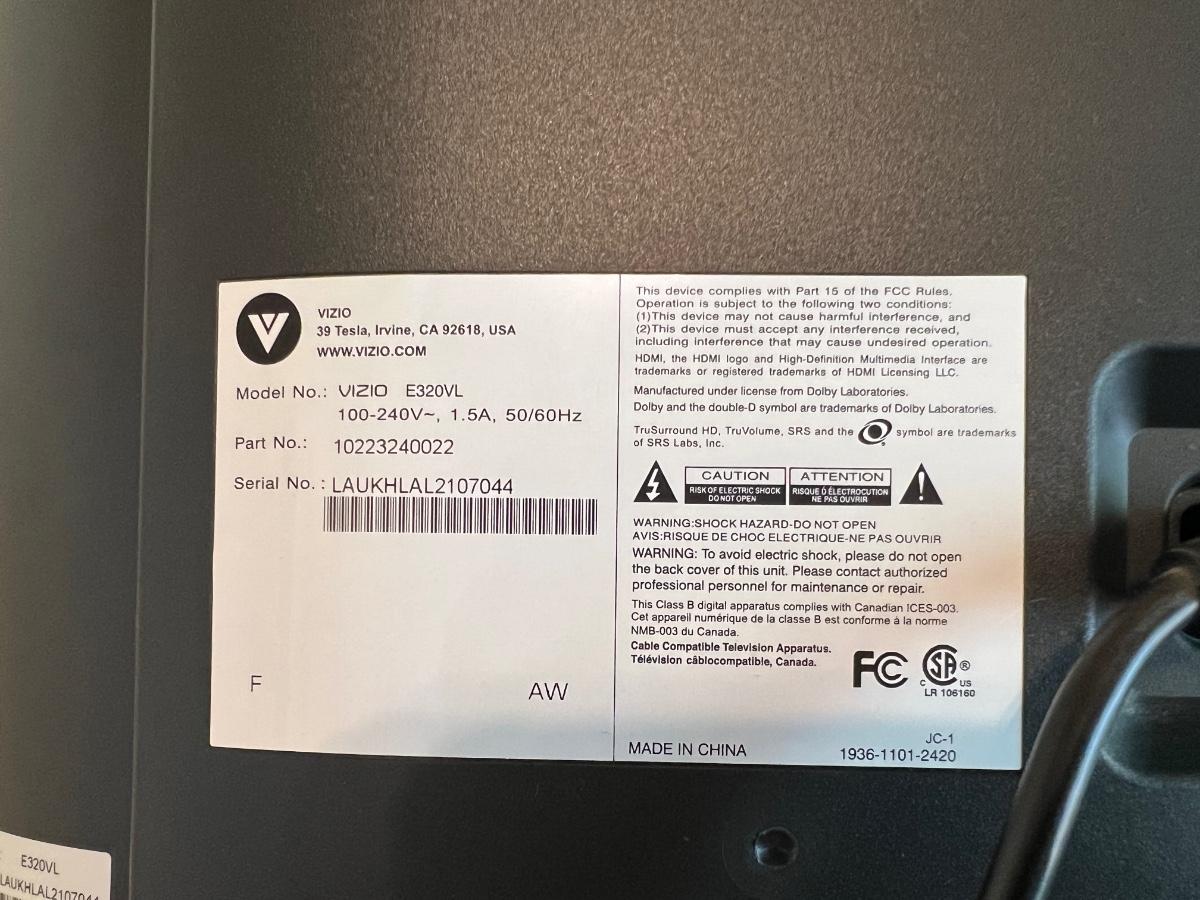 VIZIO
39 Tesla, Irvine, CA 92618, USA
WWW.VIZIO.COM
Model No.: VIZIO E320VL
100-240V~, 1.5A, 50/60Hz
Part No.: 10223240022
Serial No. : LAUKHLAL2107044
F
AW
This device complies with Part 15 of the FCC Rules.
Operation is subject to the following two conditions:
(1)This device may not cause harmful interference, and
(2)This device must accept any interference received,
including interference that may cause undesired operation.
HDMI, the HDMI logo and High-Definition Multimedia Interface are
trademarks or registered trademarks of HDMI Licensing LLC.
Manufactured under license from Dolby Laboratories.
Dolby and the double-D symbol are trademarks of Dolby Laboratories.
TruSurround HD, TruVolume, SRS and the symbol are trademarks
of SRS Labs, Inc.
CAUTION
RISK OF ELECTRIC SHOCK
DO NOT OPEN
ATTENTION
RISQUE D ÉLECTROCUTION
NE PAS OUVRIR
WARNING:SHOCK HAZARD-DO NOT OPEN
AVIS:RISQUE DE CHOC ELECTRIQUE-NE PAS OUVRIR
WARNING: To avoid electric shock, please do not open
the back cover of this unit. Please contact authorized
professional personnel for maintenance or repair.
This Class B digital apparatus complies with Canadian ICES-003.
Cet appareil numérique de la classe B est conforme à la norme
NMB-003 du Canada.
Cable Compatible Television Apparatus.
Télévision câblocompatible, Canada.
FC
C SA ® US
LR 106160
MADE IN CHINA
JC-1
1936-1101-2420
E320VL
LAUKHLAL2107044